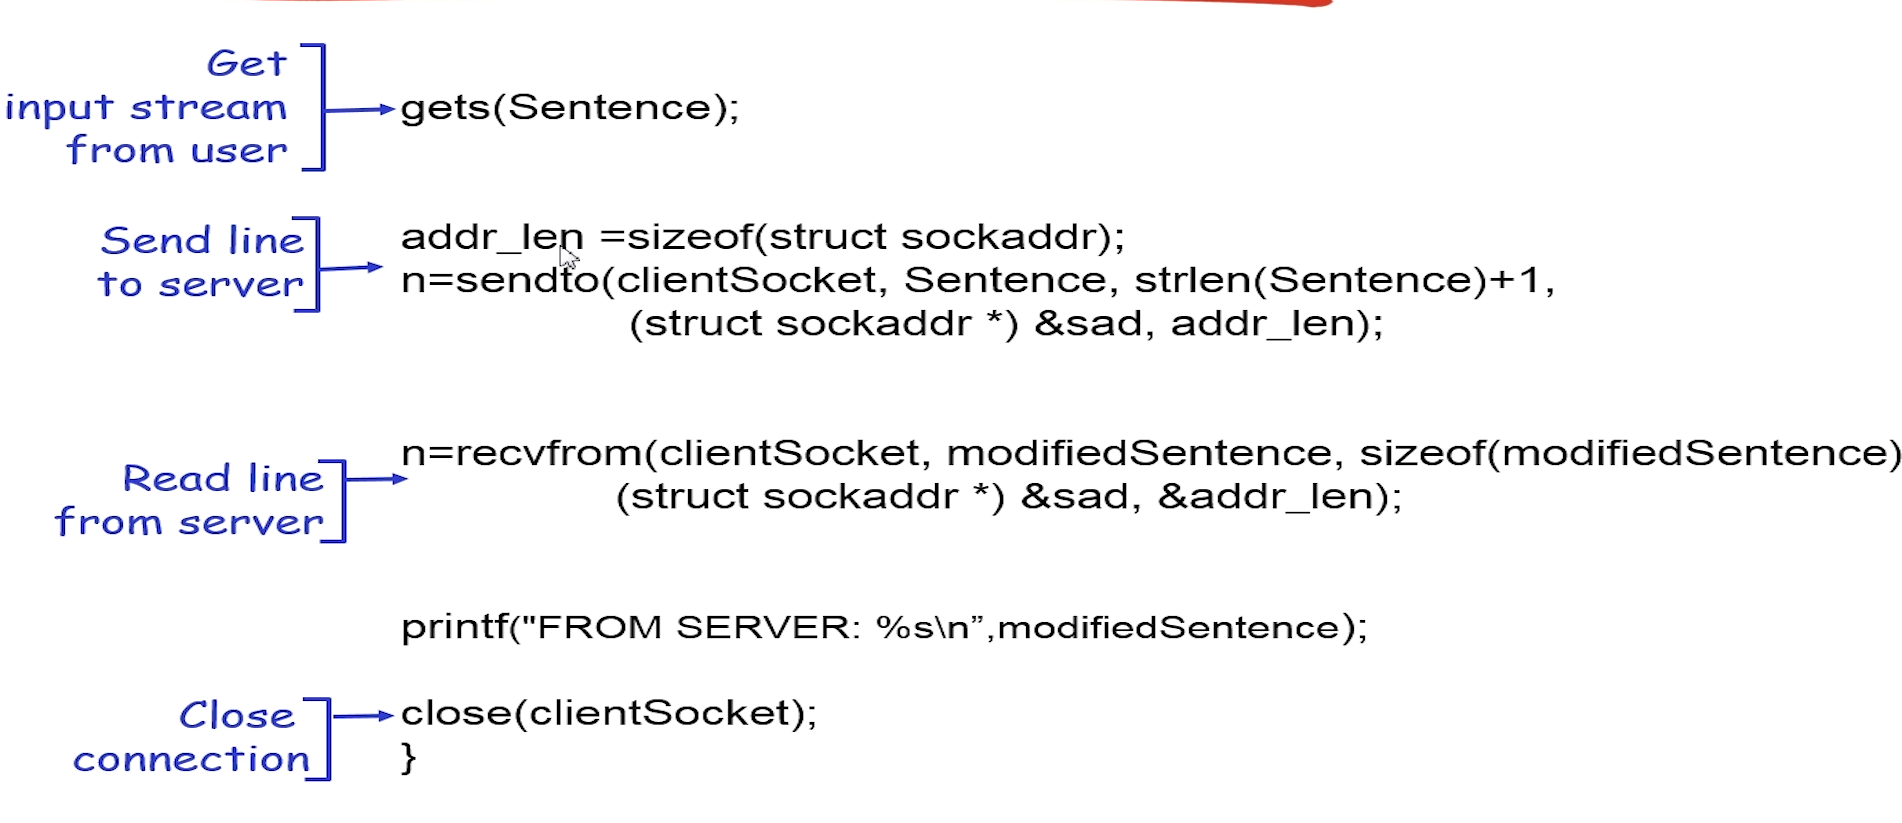 Get
input stream
from user
gets(Sentence);
Send line
to server
addr_len =sizeof(struct sockaddr);
n=sendto(clientSocket, Sentence, strlen(Sentence)+1,
(struct sockaddr *) &sad, addr_len);
Read line
from server
n=recvfrom(clientSocket, modifiedSentence, sizeof(modifiedSentence)
(struct sockaddr *) &sad, &addr_len);
printf("FROM SERVER: %s\n”,modifiedSentence);
Close
connection
close(clientSocket);
}